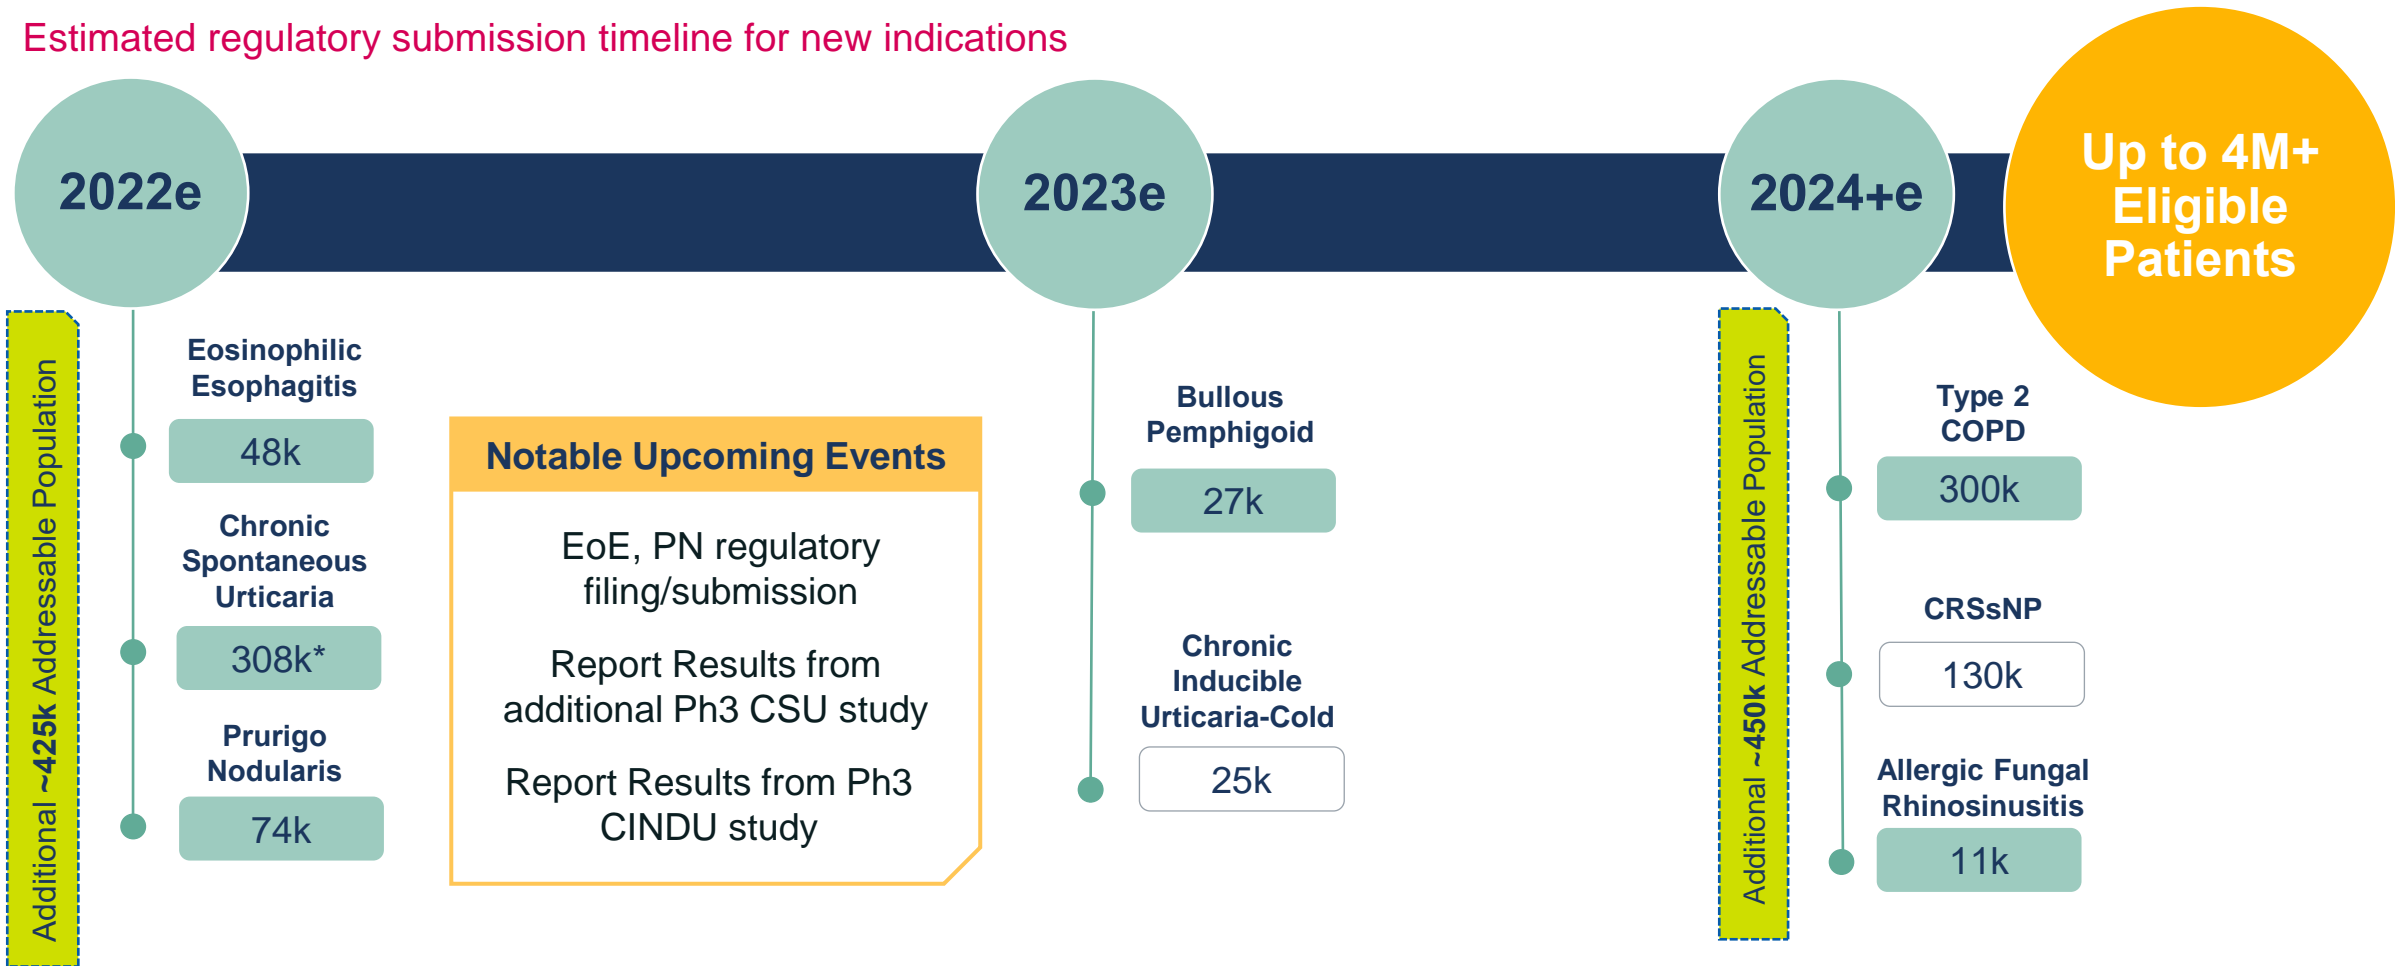 Estimated regulatory submission timeline for new indications
2022e
2023e
2024+e
Up to 4M+
Eligible
Patients
Additional ~425k Addressable Population
Eosinophilic
Esophagitis
48k
Chronic
Spontaneous
Urticaria
308k*
Prurigo
Nodularis
74k
Notable Upcoming Events
EoE, PN regulatory
filing/submission
Report Results from
additional Ph3 CSU study
Report Results from Ph3
CINDU study
Bullous
Pemphigoid
27k
Chronic
Inducible
Urticaria-Cold
25k
Additional ~450k Addressable Population
Type 2
COPD
300k
CRSsNP
130k
Allergic Fungal
Rhinosinusitis
11k